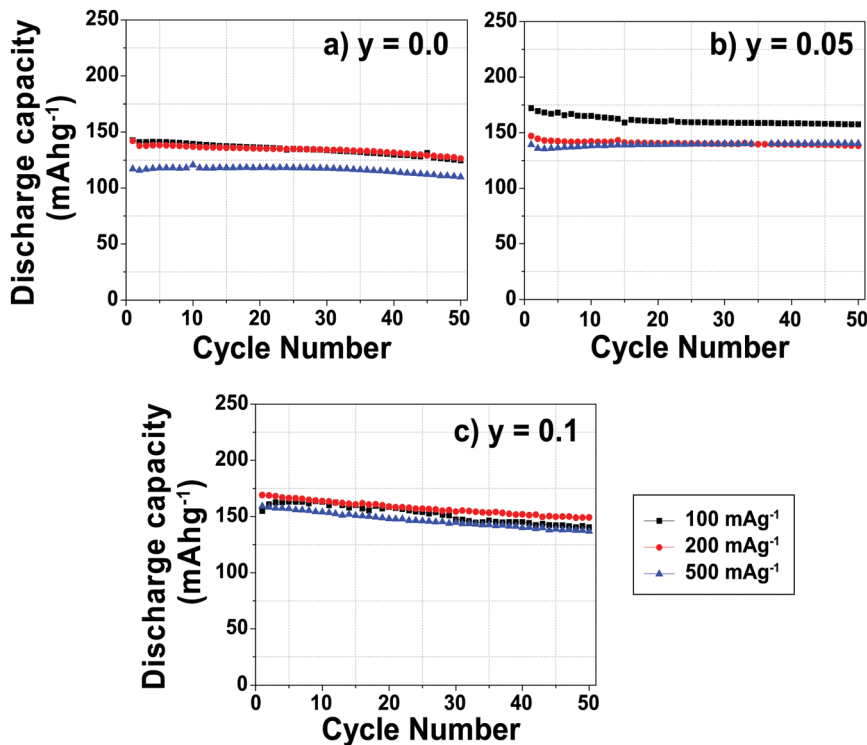 a) y = 0.0
250
200
150
100
50
0
0 10 20 30 40 50
Discharge capacity
(mAhg⁻¹)
Cycle Number
b) y = 0.05
250
200
150
100
50
0
0 10 20 30 40 50
Cycle Number
c) y = 0.1
250
200
150
100
50
0
0 10 20 30 40 50
Discharge capacity
(mAhg⁻¹)
Cycle Number
100 mAg⁻¹
200 mAg⁻¹
500 mAg⁻¹